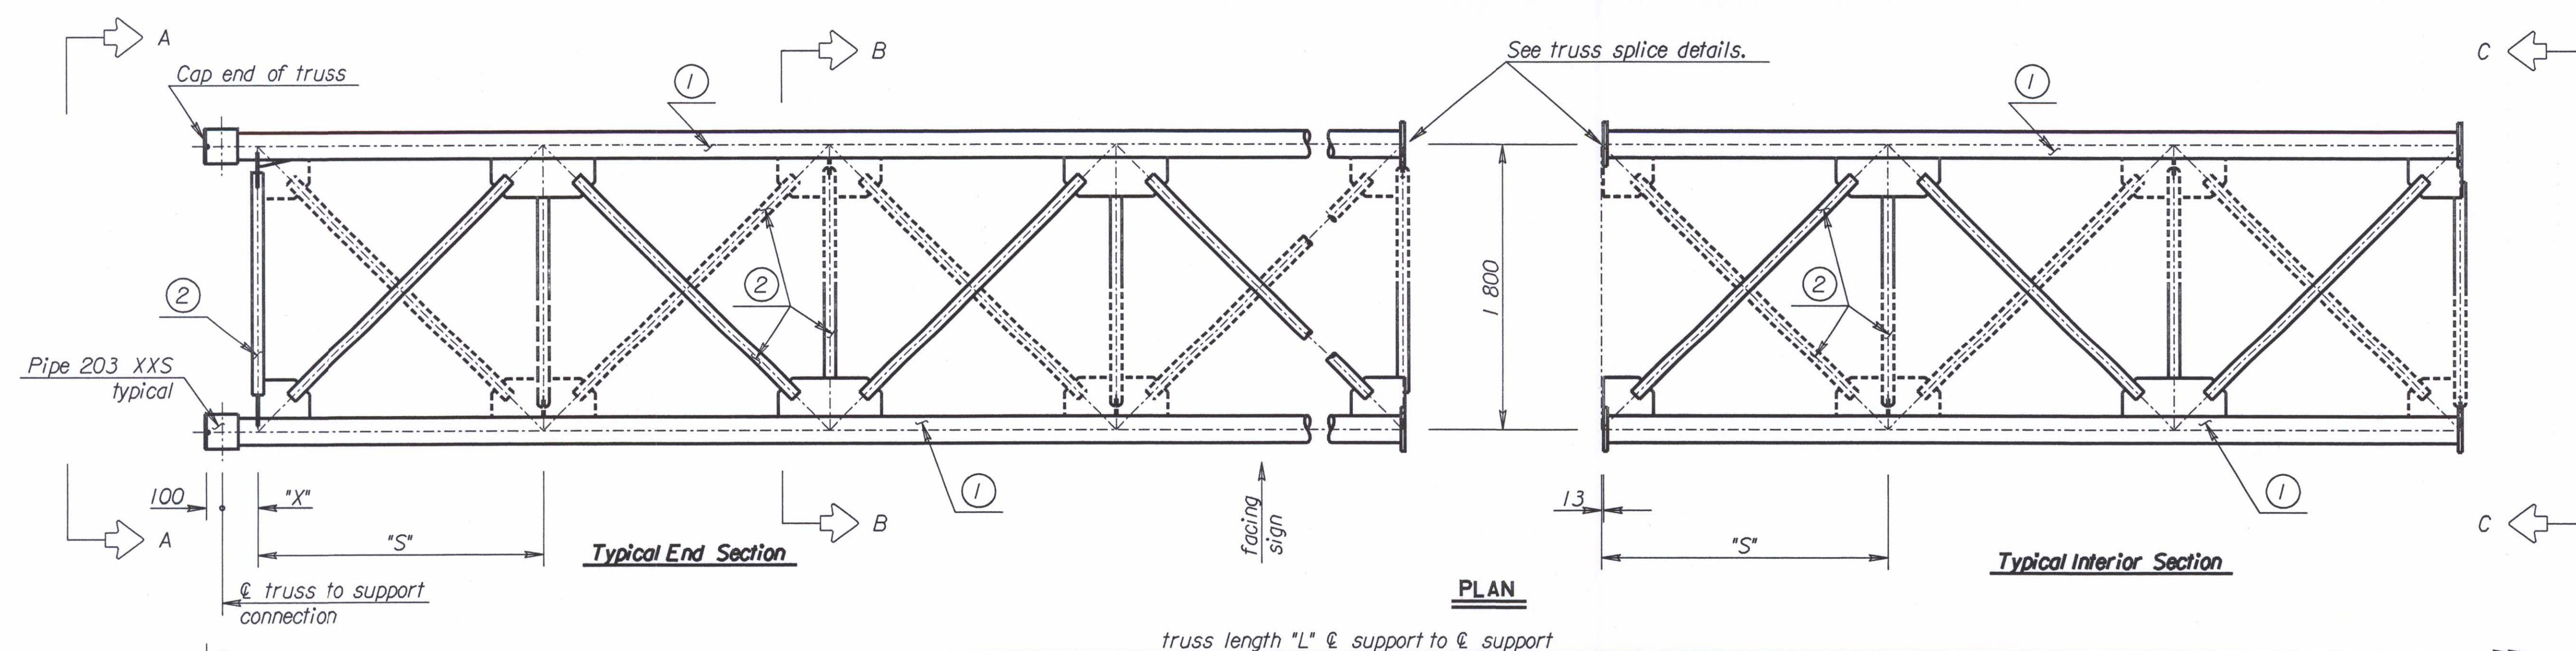 A
B
See truss splice details.
C
Cap end of truss
1
1
2
2
1 800
2
Pipe 203 XXS
typical
1
1
100
"X"
13
A
B
C
"S"
"S"
facing
sign
Typical End Section
Typical Interior Section
PLAN
℄ truss to support
connection
truss length "L" ℄ support to ℄ support